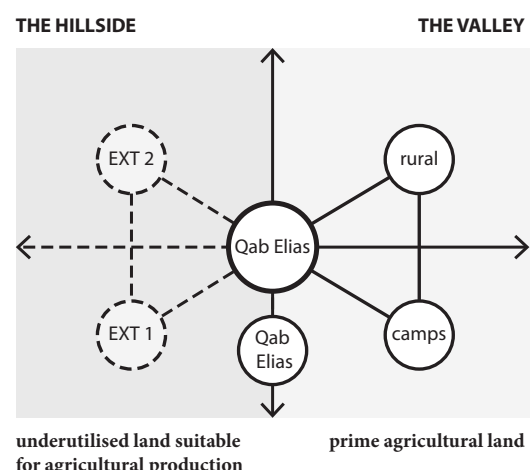 THE HILLSIDE
THE VALLEY
EXT 2
rural
Qab Elias
EXT 1
Qab
Elias
camps
underutilised land suitable
for agricultural production
prime agricultural land